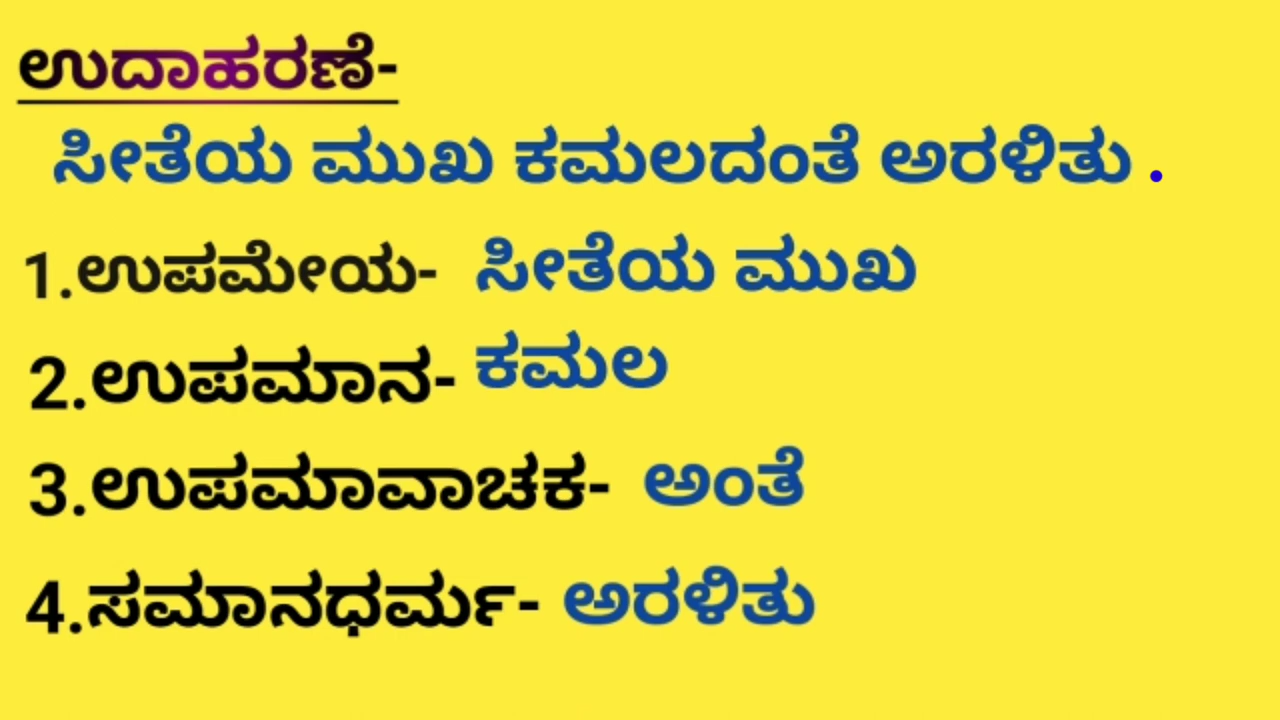 ಉದಾಹರಣೆ-
ಸೀತೆಯ ಮುಖ ಕಮಲದಂತೆ ಅರಳಿತು .
1.ಉಪಮೇಯ- ಸೀತೆಯ ಮುಖ
2.ಉಪಮಾನ- ಕಮಲ
3.ಉಪಮಾವಾಚಕ- ಅಂತೆ
4.ಸಮಾನಧರ್ಮ- ಅರಳಿತು